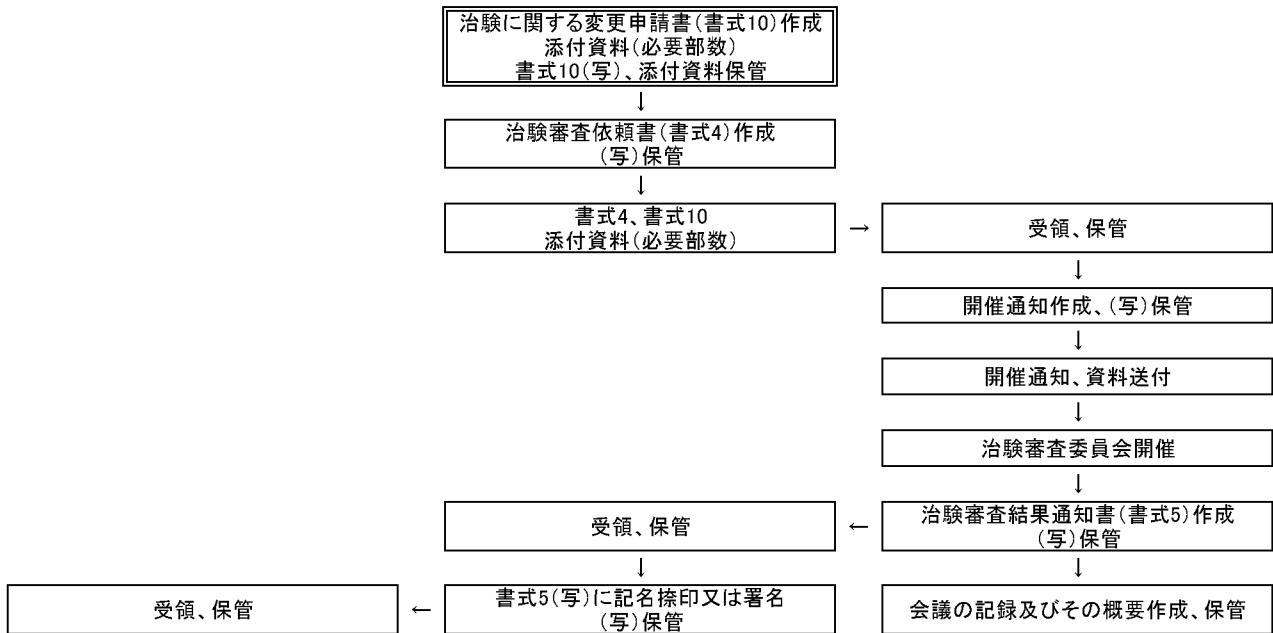 治験に関する変更申請書(書式10)作成
添付資料(必要部数)
書式10(写)、添付資料保管
↓
治験審査依頼書(書式4)作成
(写)保管
↓
書式4、書式10
添付資料(必要部数)
→
受領、保管
↓
開催通知作成、(写)保管
↓
開催通知、資料送付
↓
治験審査委員会開催
↓
治験審査結果通知書(書式5)作成
(写)保管
←
受領、保管
↓
↓
会議の記録及びその概要作成、保管
書式5(写)に記名捺印又は署名
(写)保管
←
受領、保管